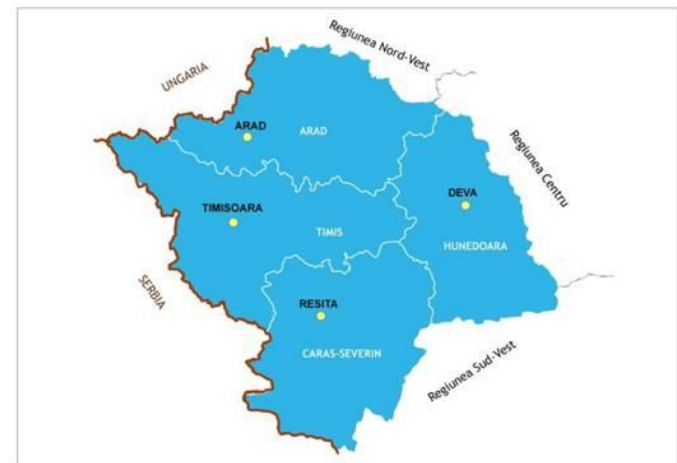 Regiunea Nord-Vest
UNGARIA
ARAD
ARAD
Regiunea Centru
DEVA
TIMISOARA
TIMIS
HUNEDOARA
SERBIA
RESITA
CARAS-SEVERIN
Regiunea Sud-Vest